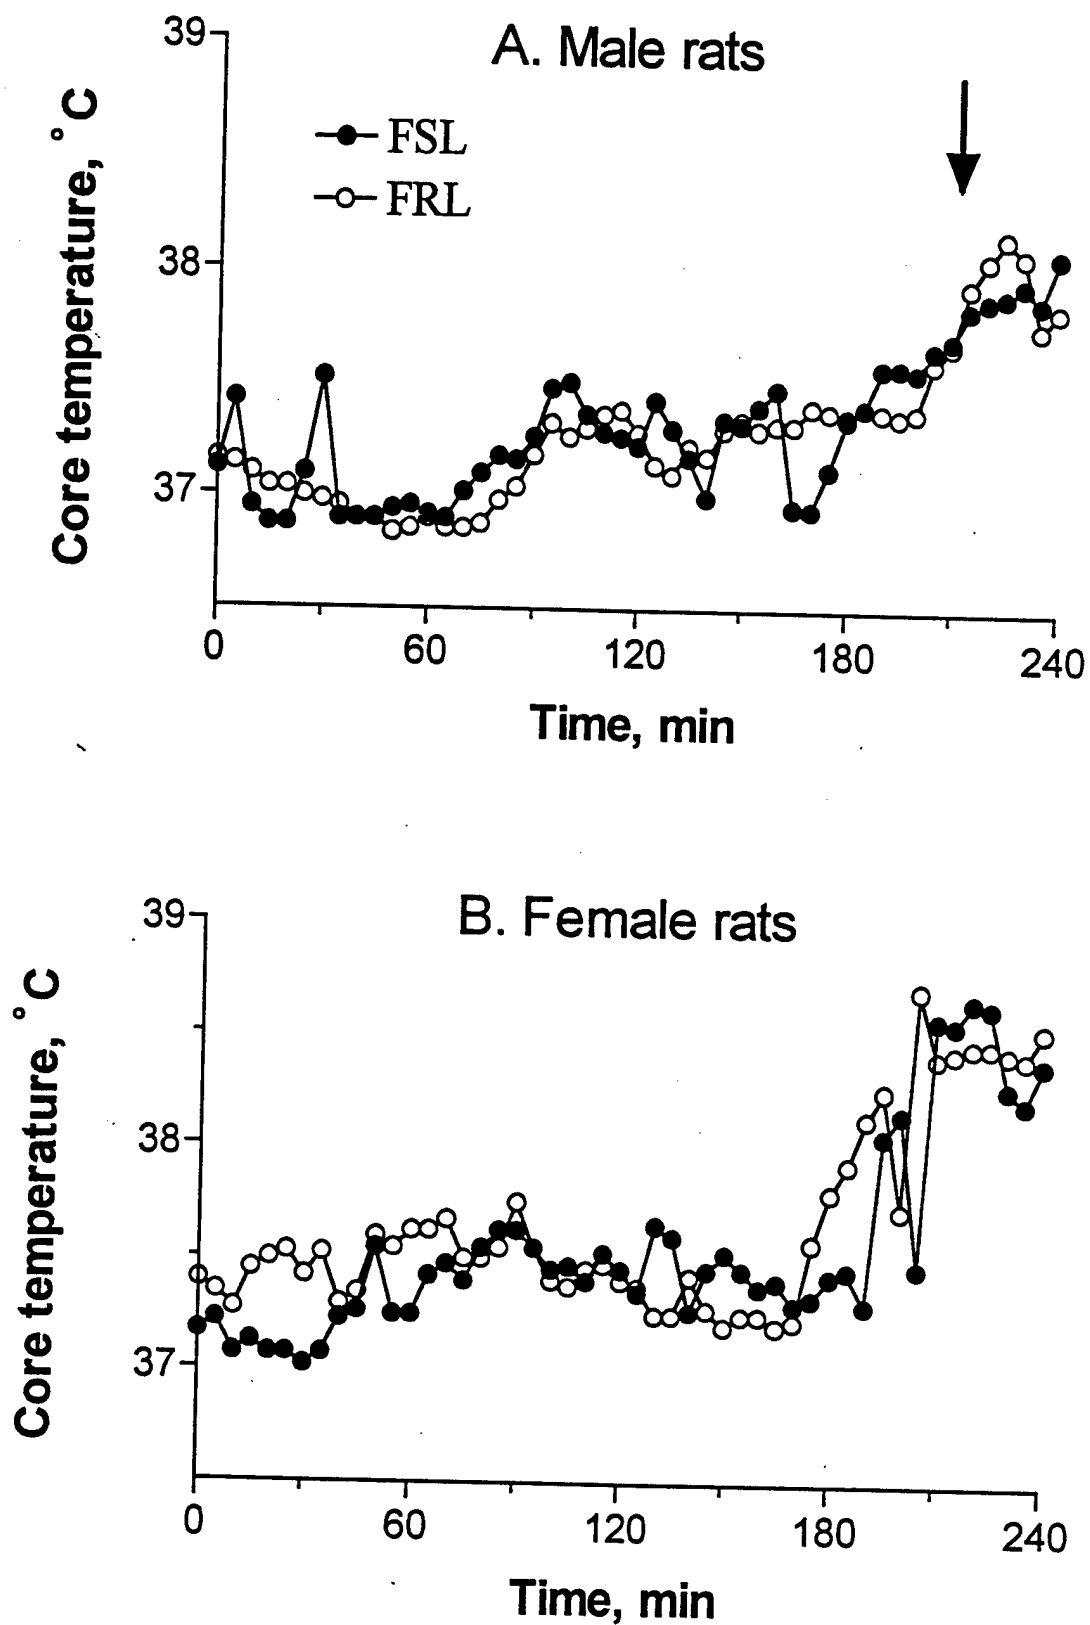 A. Male rats
39
38
37
Core temperature, °C
FSL
FRL
0 60 120 180 240
Time, min
B. Female rats
39
38
37
Core temperature, °C
0 60 120 180 240
Time, min